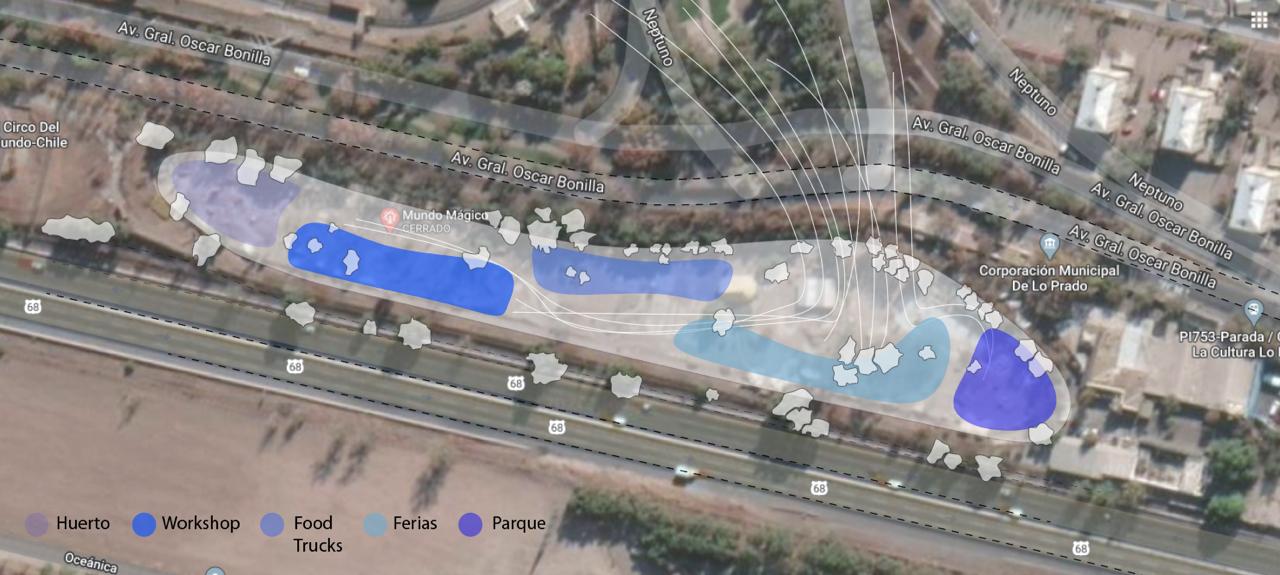 Av. Gral. Oscar Bonilla
Neptuno
Neptuno
Circo Del
undo-Chile
Av. Gral. Oscar Bonilla
Av. Gral. Oscar Bonilla
Neptuno
Av. Gral. Oscar Bonilla
Av. Gral. Oscar Bonilla
Mundo Mágico
CERRADO
Corporación Municipal
De Lo Prado
68
PI753-Parada /
La Cultura Lo
68
68
68
68
68
Huerto
Workshop
Food
Trucks
Ferias
Parque
Oceánica